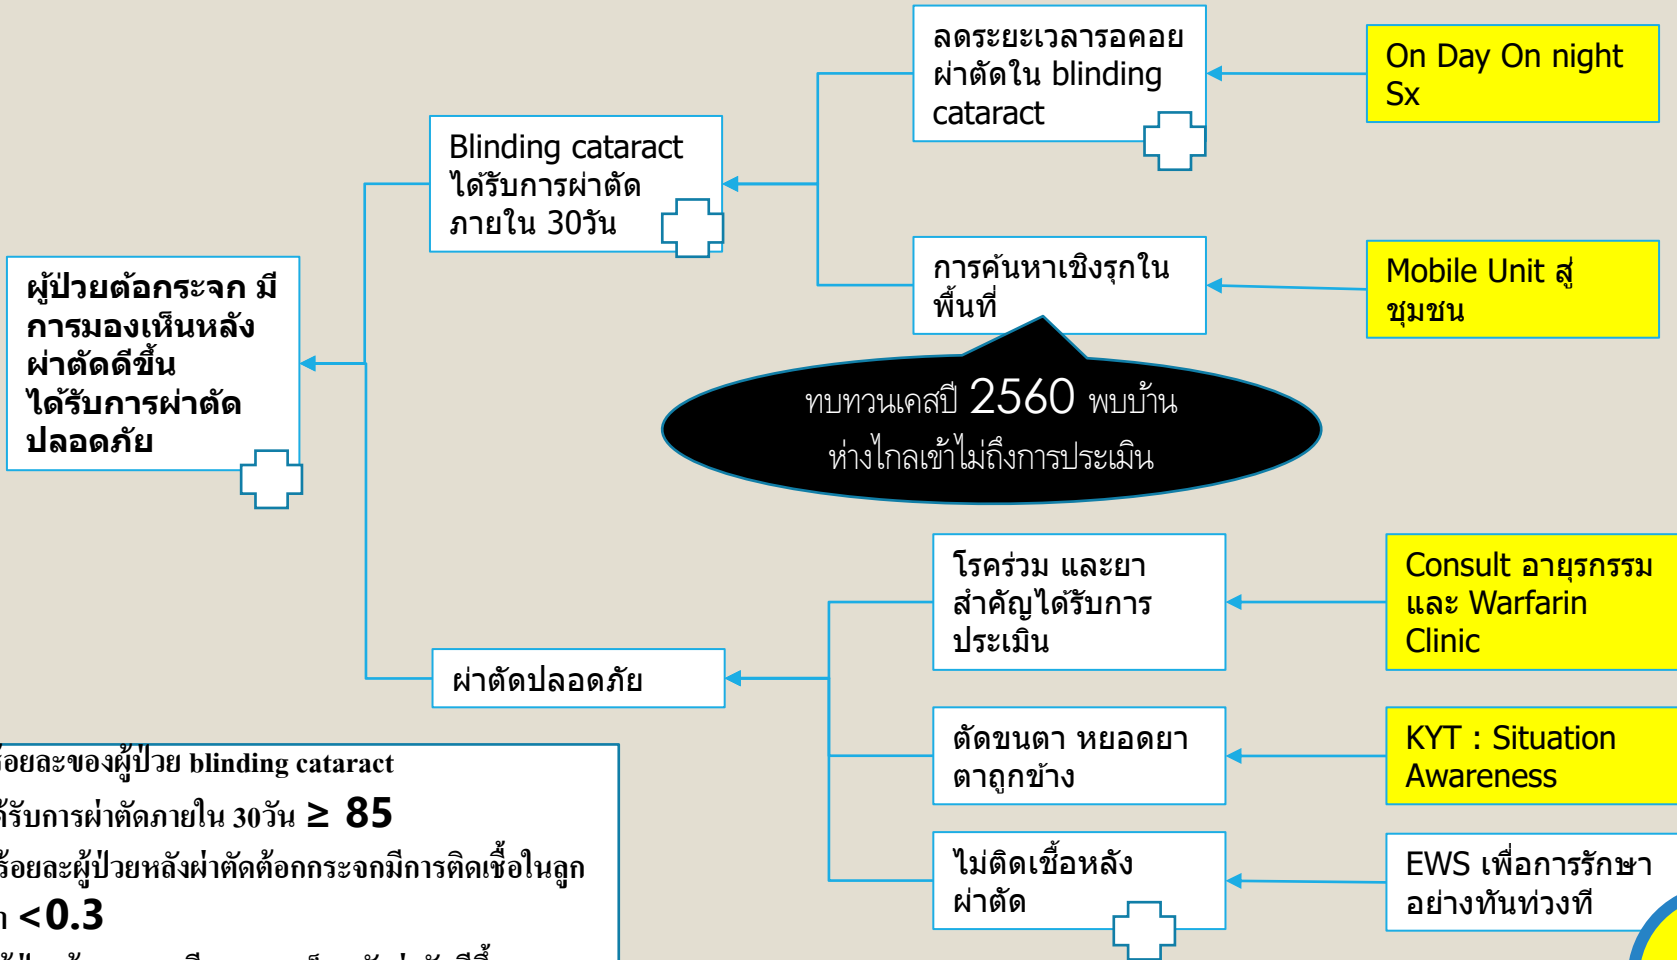 ผู้ป่วยต้อกระจก มี
การมองเห็นหลัง
ผ่าตัดดีขึ้น
ได้รับการผ่าตัด
ปลอดภัย
Blinding cataract
ได้รับการผ่าตัด
ภายใน 30วัน
ลดระยะเวลารอคอย
ผ่าตัดใน blinding
cataract
On Day On night
Sx
การค้นหาเชิงรุกใน
พื้นที่
Mobile Unit สู่
ชุมชน
ทบทวนเคสปี 2560 พบบ้าน
ห่างไกลเข้าไม่ถึงการประเมิน
ผ่าตัดปลอดภัย
โรคร่วม และยา
สำคัญได้รับการ
ประเมิน
Consult อายุรกรรม
และ Warfarin
Clinic
ตัดขนตา หยอดยา
ตาถูกข้าง
KYT : Situation
Awareness
ไม่ติดเชื้อหลัง
ผ่าตัด
EWS เพื่อการรักษา
อย่างทันท่วงที
ร้อยละของผู้ป่วย blinding cataract
ได้รับการผ่าตัดภายใน 30วัน ≥ 85
ร้อยละผู้ป่วยหลังผ่าตัดต้อกกระจกมีการติดเชื้อในลูก
<0.3